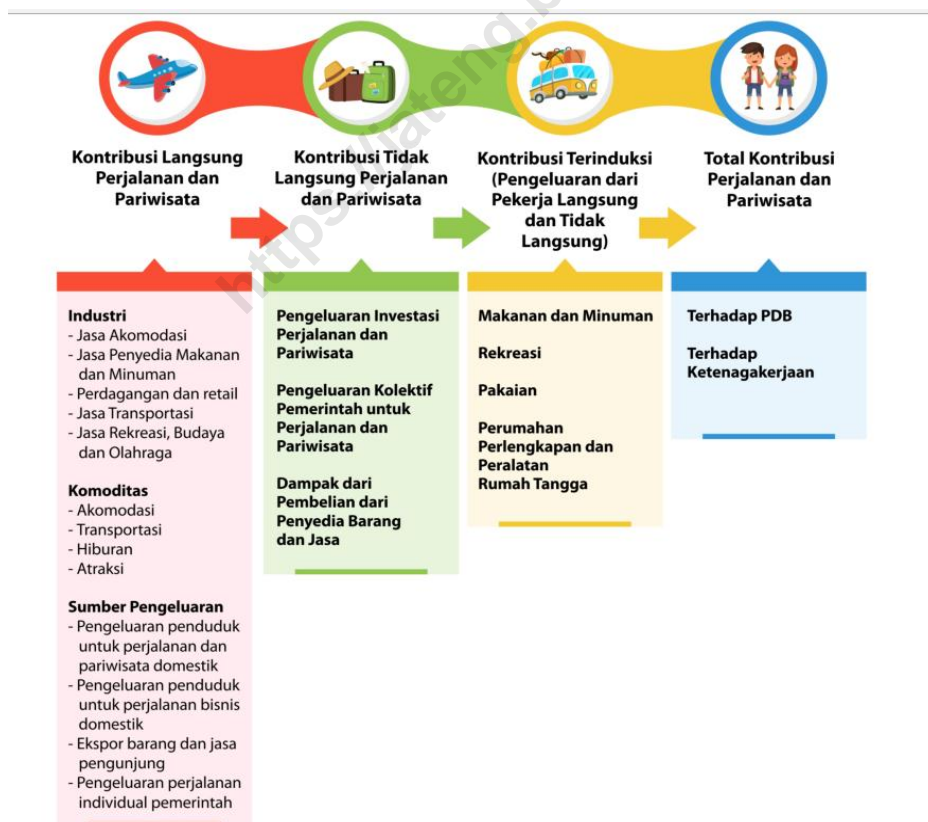 https://jateng.b
Kontribusi Langsung
Perjalanan dan
Pariwisata
Kontribusi Tidak
Langsung Perjalanan
dan Pariwisata
Kontribusi Terinduksi
(Pengeluaran dari
Pekerja Langsung
dan Tidak
Langsung)
Total Kontribusi
Perjalanan dan
Pariwisata
Industri
- Jasa Akomodasi
- Jasa Penyedia Makanan
dan Minuman
- Perdagangan dan retail
- Jasa Transportasi
- Jasa Rekreasi, Budaya
dan Olahraga
Komoditas
- Akomodasi
- Transportasi
- Hiburan
- Atraksi
Sumber Pengeluaran
- Pengeluaran penduduk
untuk perjalanan dan
pariwisata domestik
- Pengeluaran penduduk
untuk perjalanan bisnis
domestik
- Ekspor barang dan jasa
pengunjung
- Pengeluaran perjalanan
individual pemerintah
Pengeluaran Investasi
Perjalanan dan
Pariwisata
Pengeluaran Kolektif
Pemerintah untuk
Perjalanan dan
Pariwisata
Dampak dari
Pembelian dari
Penyedia Barang
dan Jasa
Makanan dan Minuman
Rekreasi
Pakaian
Perumahan
Perlengkapan dan
Peralatan
Rumah Tangga
Terhadap PDB
Terhadap
Ketenagakerjaan